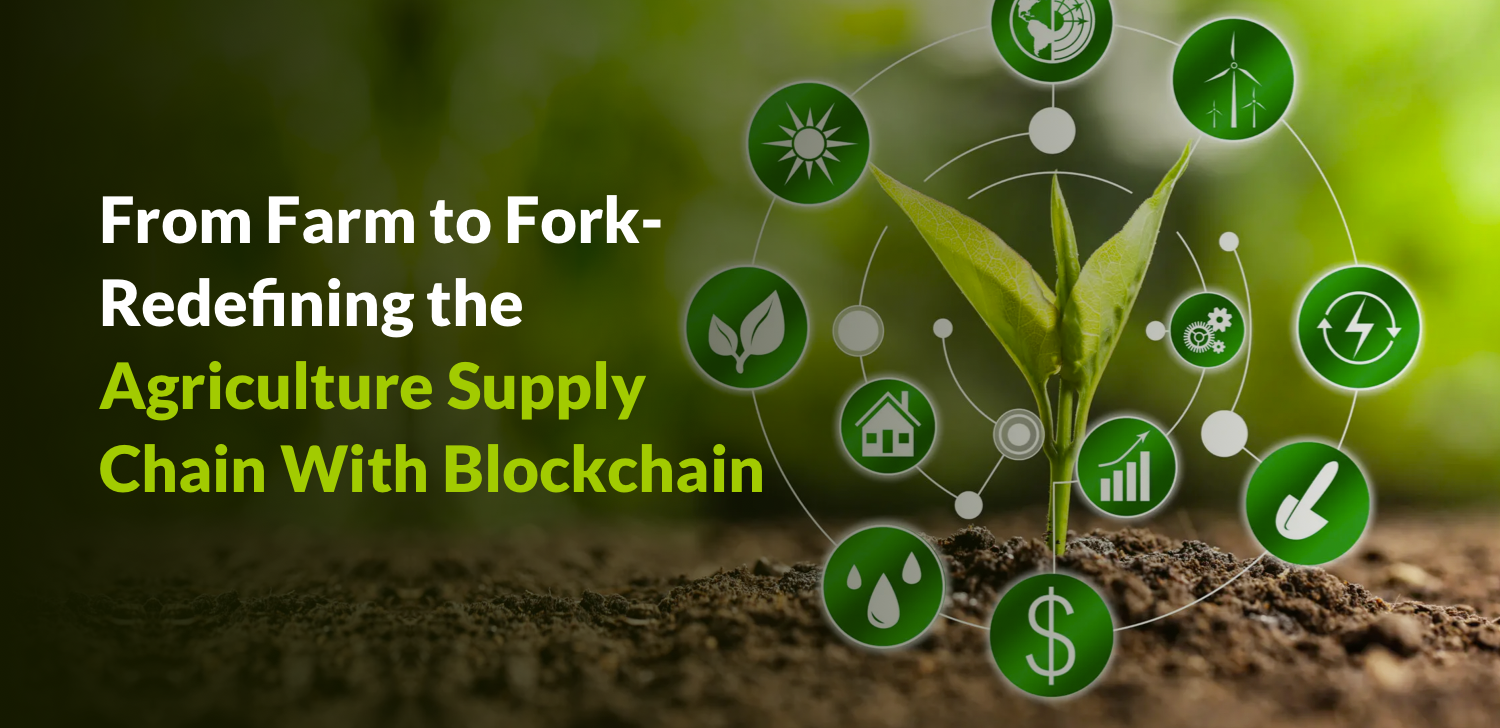 From Farm to Fork-
Redefining the
Agriculture Supply
Chain With Blockchain
$